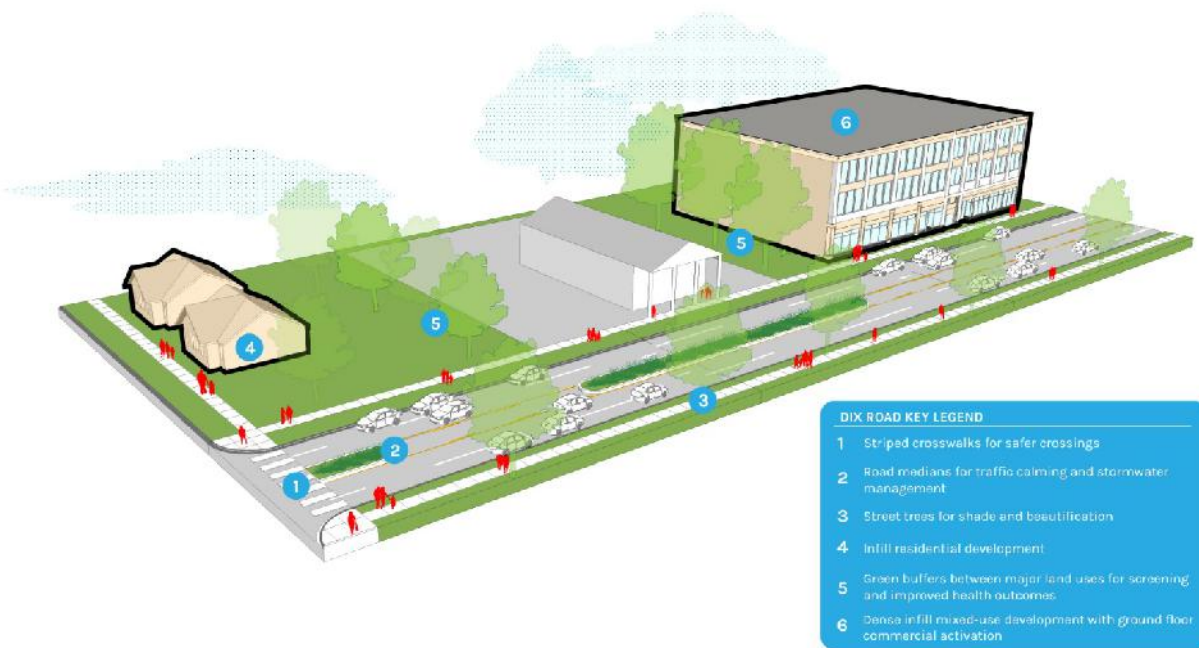 6
5
5
4
3
2
1
DIX ROAD KEY LEGEND
1 Striped crosswalks for safer crossings
2 Road medians for traffic calming and stormwater
management
3 Street trees for shade and beautification
4 Infill residential development
5 Green buffers between major land uses for screening
and improved health outcomes
6 Dense infill mixed-use development with ground floor
commercial activation